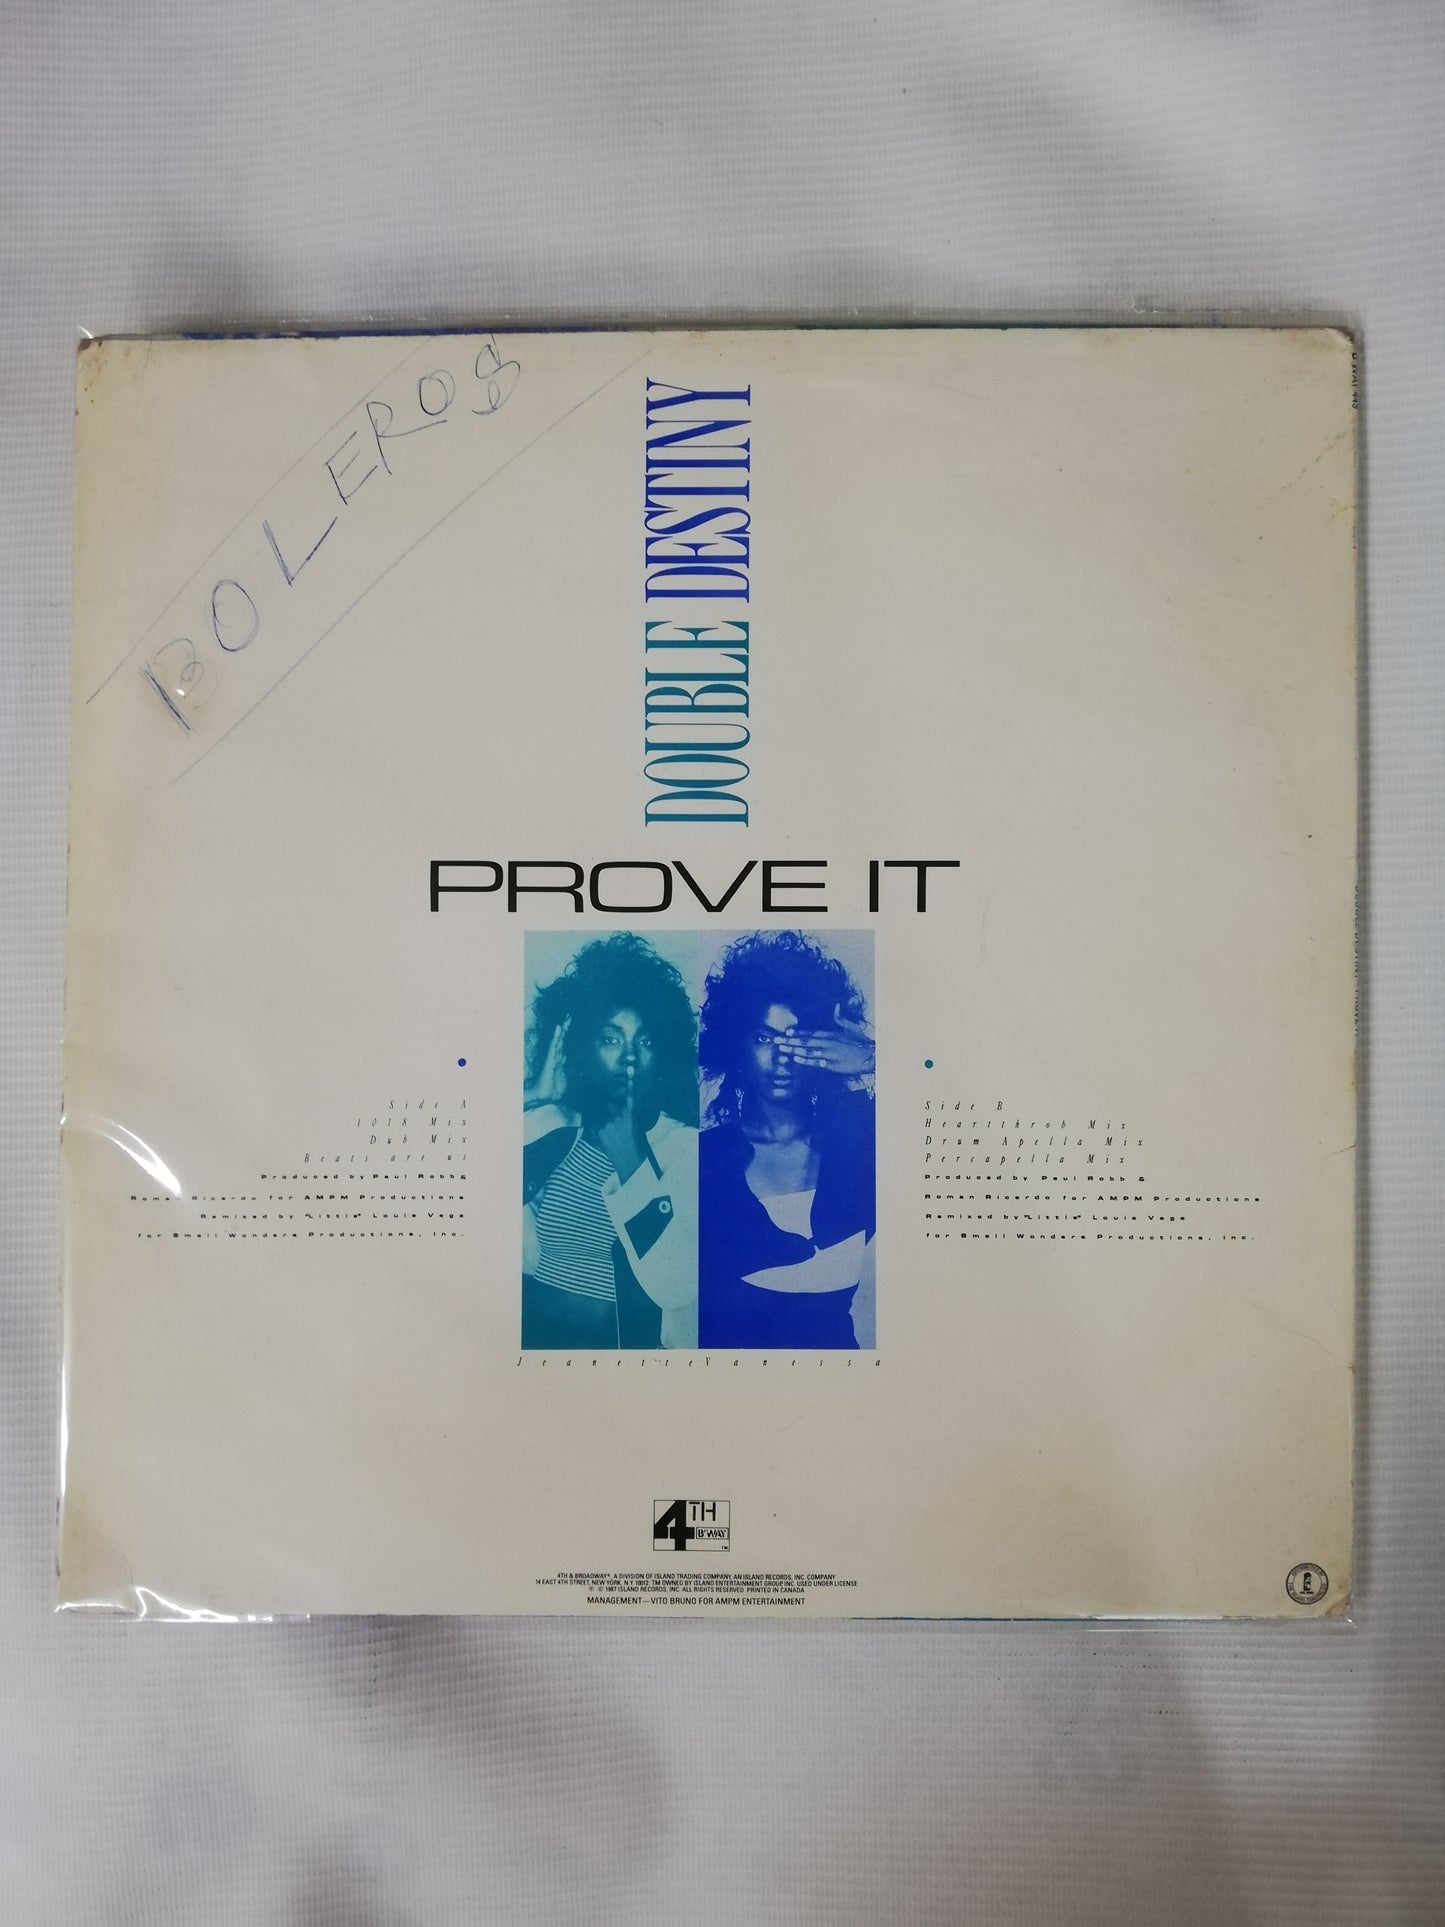 BOLEROS
DOUBLE DESTINY
PROVE IT
Side A
1018 Mix
Dub Mix
Beats are us
Produced by Paul Robb &
Roman Ricardo for AMPM Productions
Remixed by "Little" Louie Vega
for Small Wonders Productions, Inc.
Side B
Heartthrob Mix
Drum Apella Mix
Percapella Mix
Produced by Paul Robb &
Roman Ricardo for AMPM Productions
Remixed by "Little" Louie Vega
for Small Wonders Productions, Inc.
Jeanette Vanessa
4TH
B'WAY
TM
4TH & BROADWAY®, A DIVISION OF ISLAND TRADING COMPANY, AN ISLAND RECORDS, INC. COMPANY
14 EAST 4TH STREET, NEW YORK, N.Y. 10012. TM OWNED BY ISLAND ENTERTAINMENT GROUP, INC. USED UNDER LICENSE
℗ © 1987 ISLAND RECORDS, INC. ALL RIGHTS RESERVED. PRINTED IN CANADA
MANAGEMENT—VITO BRUNO FOR AMPM ENTERTAINMENT